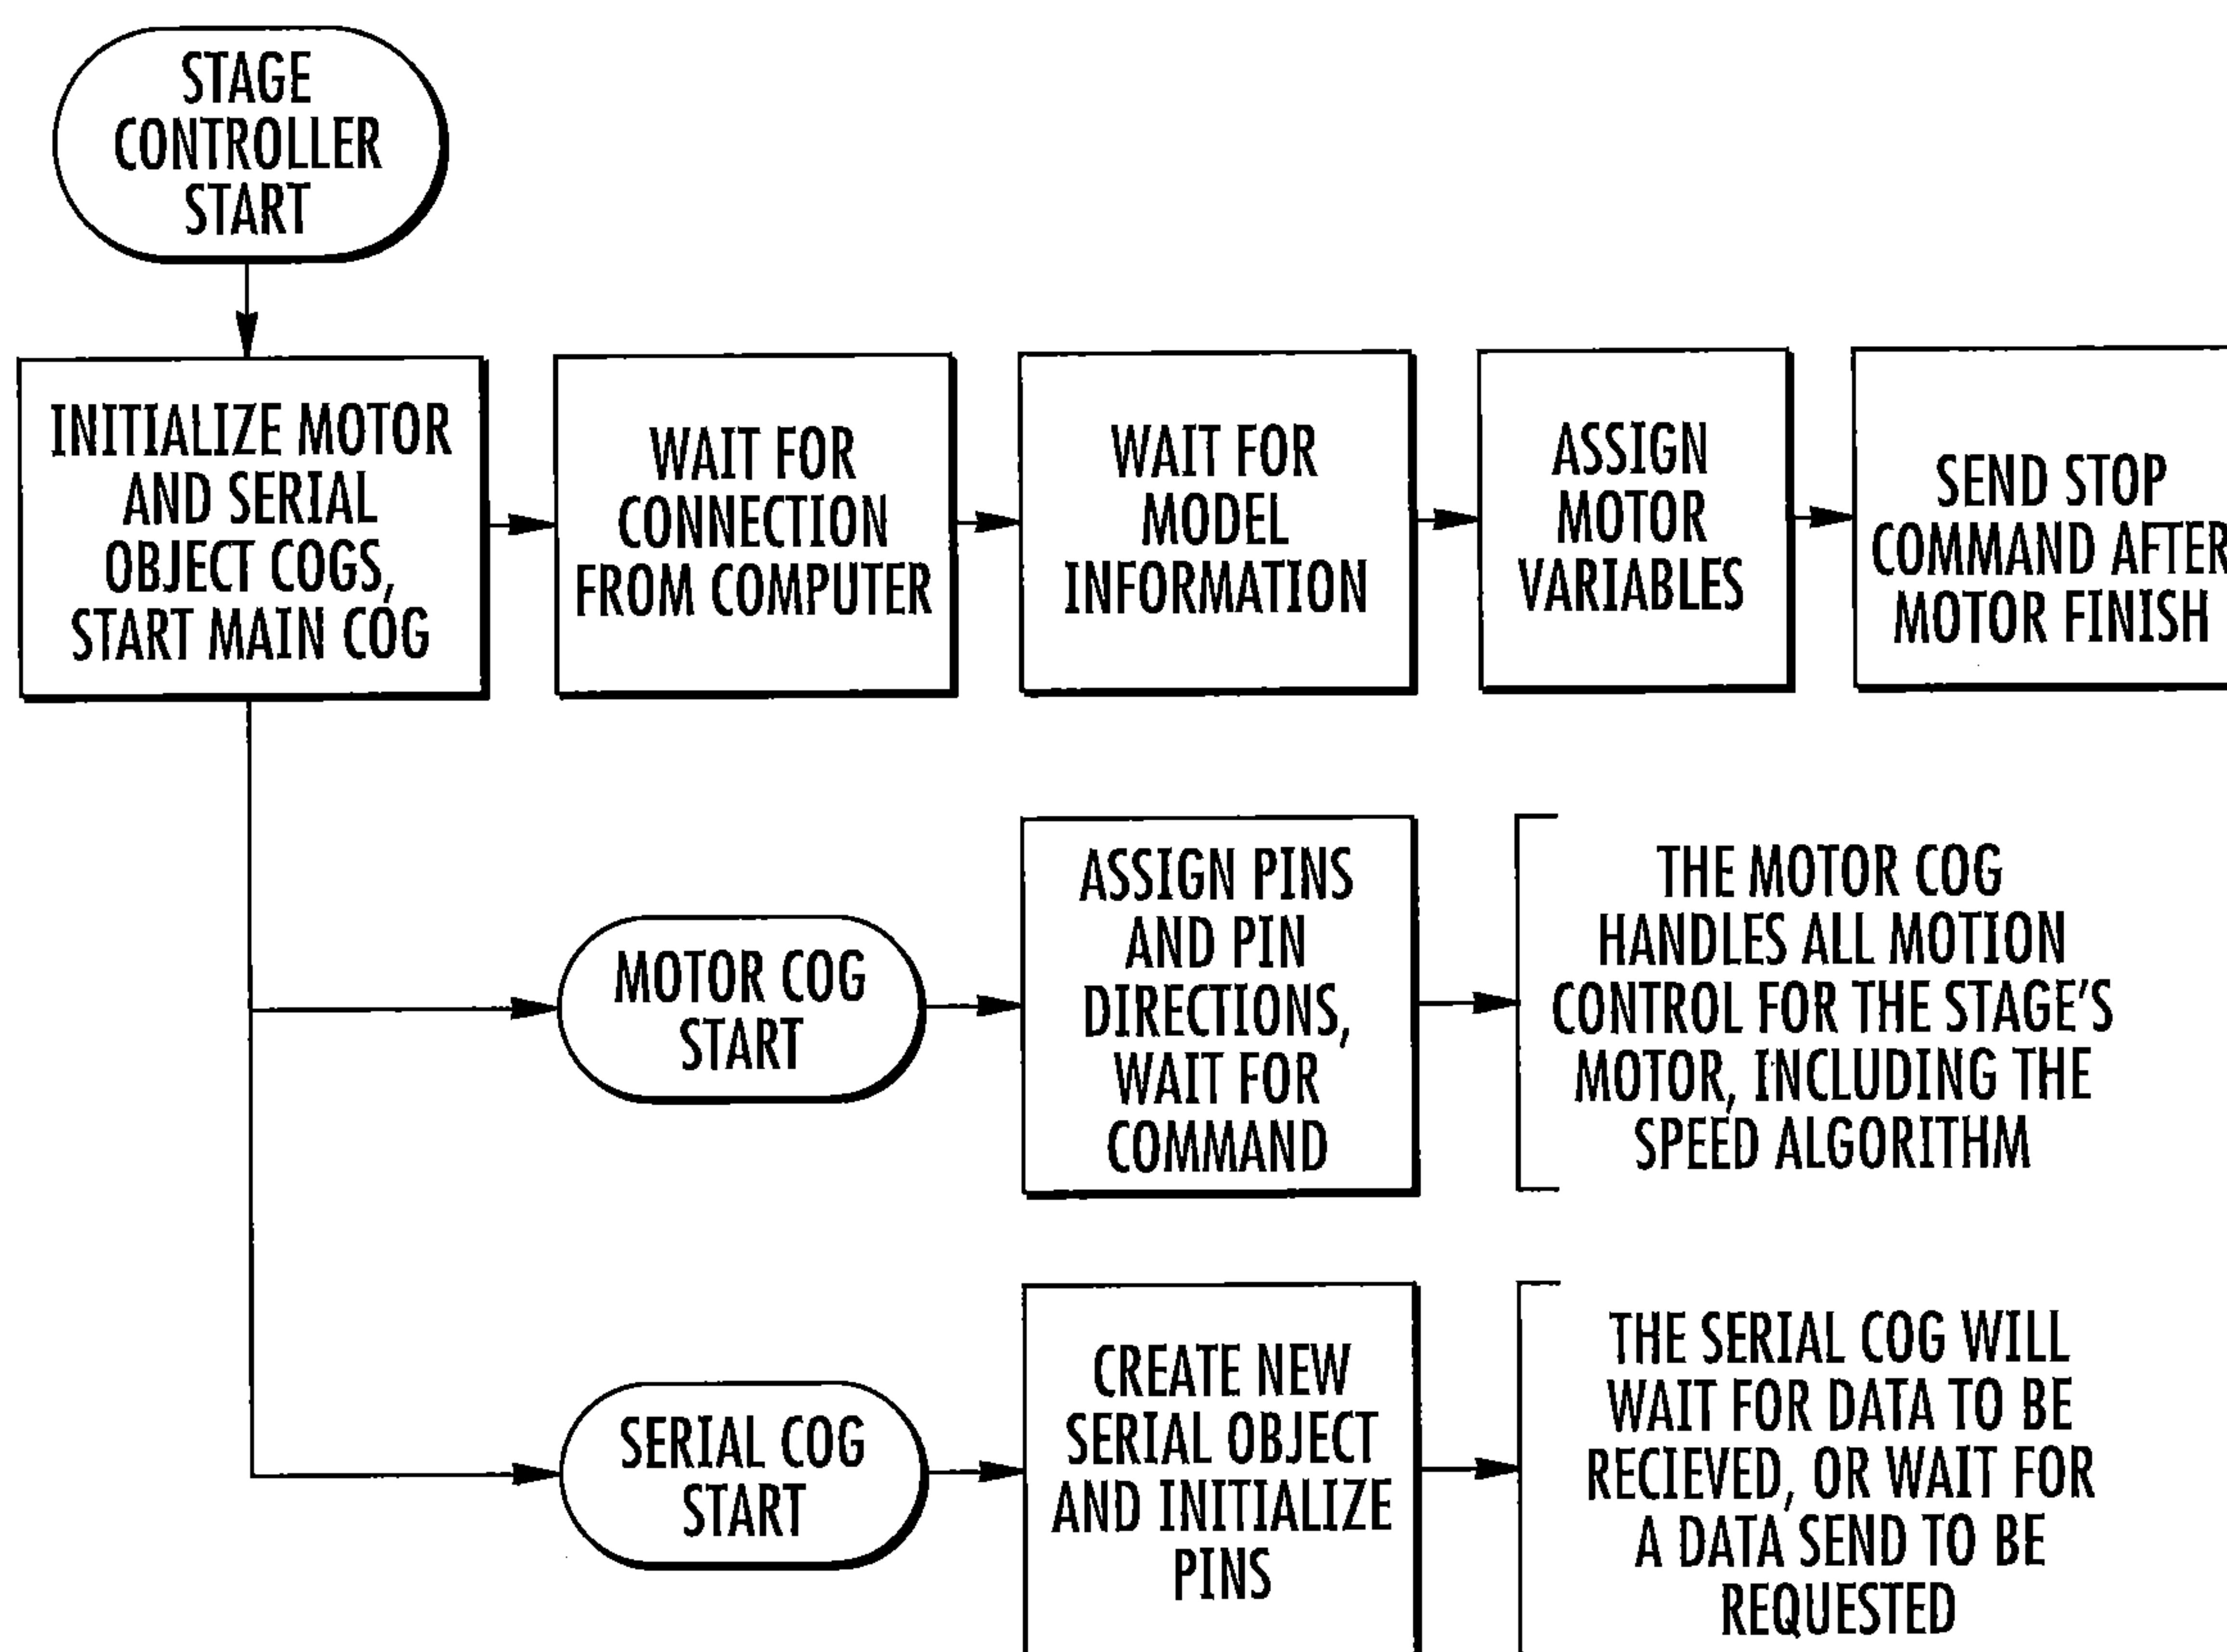 STAGE
CONTROLLER
START
INITIALIZE MOTOR
AND SERIAL
OBJECT COGS,
START MAIN COG
WAIT FOR
CONNECTION
FROM COMPUTER
WAIT FOR
MODEL
INFORMATION
ASSIGN
MOTOR
VARIABLES
SEND STOP
COMMAND AFTER
MOTOR FINISH
MOTOR COG
START
ASSIGN PINS
AND PIN
DIRECTIONS,
WAIT FOR
COMMAND
THE MOTOR COG
HANDLES ALL MOTION
CONTROL FOR THE STAGE'S
MOTOR, INCLUDING THE
SPEED ALGORITHM
SERIAL COG
START
CREATE NEW
SERIAL OBJECT
AND INITIALIZE
PINS
THE SERIAL COG WILL
WAIT FOR DATA TO BE
RECIEVED, OR WAIT FOR
A DATA SEND TO BE
REQUESTED